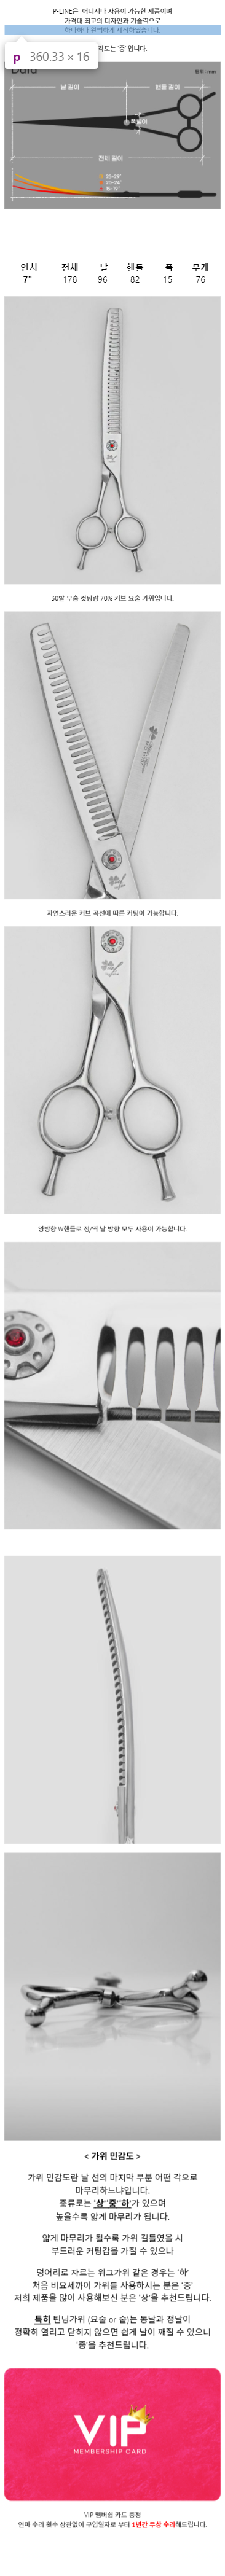 P-LINE은 어디서나 사용이 가능한 제품이며
가격대 최고의 디자인과 기술력으로
하나하나 완벽하게 제작하였습니다.
각도는 '중' 입니다.
p 360.33 × 16
Data
단위 : mm
날 길이
핸들 길이
폭넓이
전체 길이
인치 전체 날 핸들 폭 무게
7" 178 96 82 15 76
30발 무홈 컷팅량 70% 커브 요술 가위입니다.
자연스러운 커브 곡선에 따른 커팅이 가능합니다.
양방향 W핸들로 정/역 날 방향 모두 사용이 가능합니다.
< 가위 민감도 >
가위 민감도란 날 선의 마지막 부분 어떤 각으로
마무리하느냐입니다.
종류로는 '상''중''하'가 있으며
높을수록 얇게 마무리가 됩니다.
얇게 마무리가 될수록 가위 길들였을 시
부드러운 커팅감을 가질 수 있으나
덩어리로 자르는 위그가위 같은 경우는 '하'
처음 비요세까이 가위를 사용하시는 분은 '중'
저희 제품을 많이 사용해보신 분은 '상'을 추천드립니다.
특히 틴닝가위 (요술 or 숱)는 동날과 정날이
정확히 열리고 닫히지 않으면 쉽게 날이 깨질 수 있으니
'중'을 추천드립니다.
VIP
MEMBERSHIP CARD
VIP 멤버쉽 카드 증정
연마 수리 횟수 상관없이 구입일자로 부터 1년간 무상 수리해드립니다.